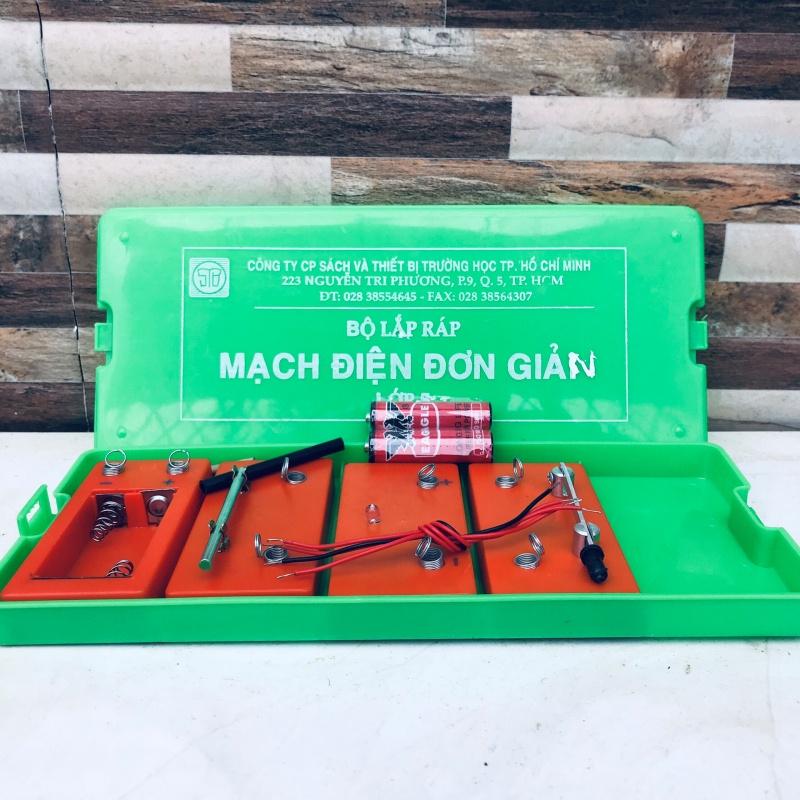 CÔNG TY CP SÁCH VÀ THIẾT BỊ TRƯỜNG HỌC TP. HỒ CHÍ MINH
223 NGUYỄN TRI PHƯƠNG, P.9, Q. 5, TP. HCM
ĐT: 028 38554645 - FAX: 028 38564307
BỘ LẮP RÁP
MẠCH ĐIỆN ĐƠN GIẢN
LỚP
EAGLE
- +
+
-